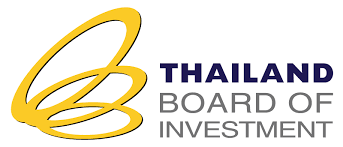 THAILAND
BOARD OF
INVESTMENT